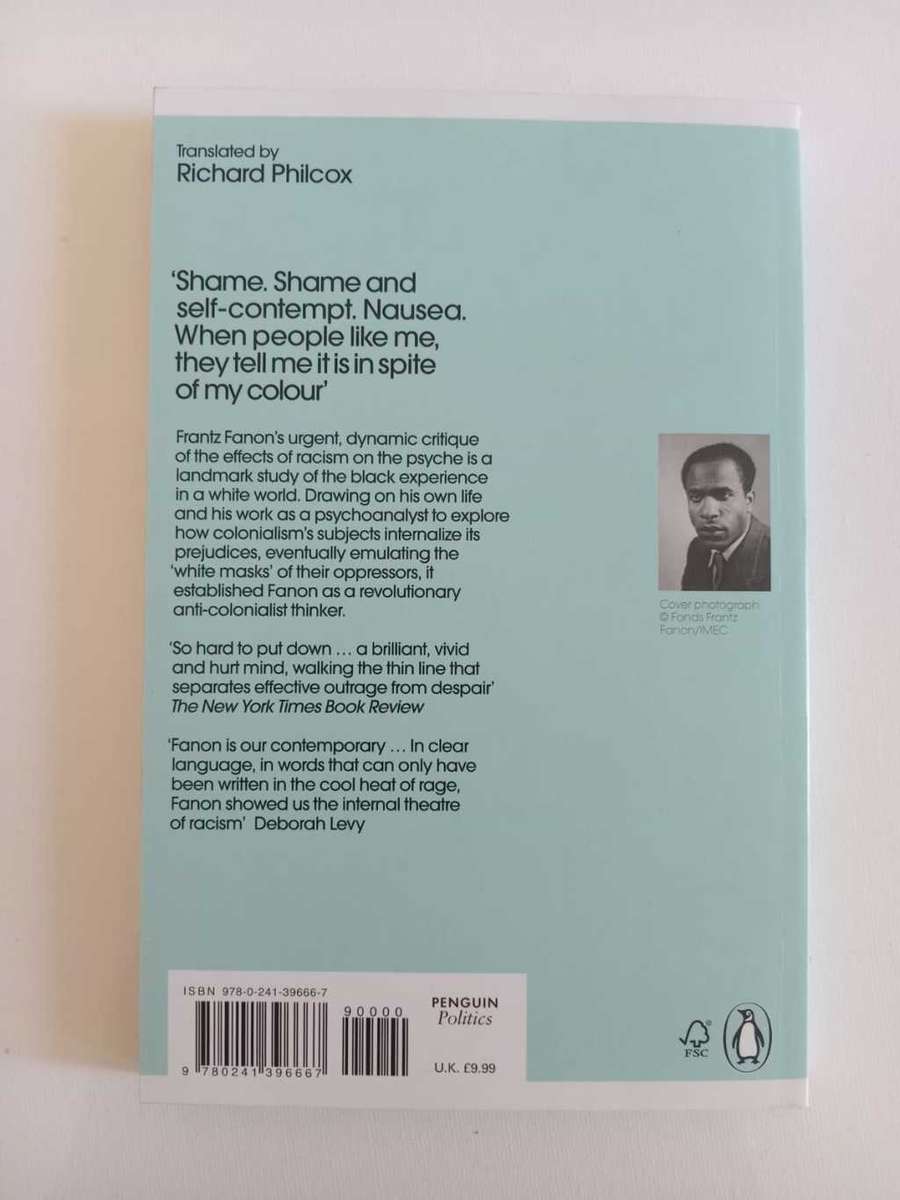 Translated by
Richard Philcox
'Shame. Shame and
self-contempt. Nausea.
When people like me,
they tell me it is in spite
of my colour'
Frantz Fanon's urgent, dynamic critique
of the effects of racism on the psyche is a
landmark study of the black experience
in a white world. Drawing on his own life
and his work as a psychoanalyst to explore
how colonialism's subjects internalize its
prejudices, eventually emulating the
'white masks' of their oppressors, it
established Fanon as a revolutionary
anti-colonialist thinker.
'So hard to put down ... a brilliant, vivid
and hurt mind, walking the thin line that
separates effective outrage from despair'
The New York Times Book Review
'Fanon is our contemporary ... In clear
language, in words that can only have
been written in the cool heat of rage,
Fanon showed us the internal theatre
of racism' Deborah Levy
Cover photograph:
© Fonds Frantz
Fanon/IMEC
ISBN 978-0-241-39666-7
90000
9 780241 396667
PENGUIN
Politics
U.K. £9.99
FSC
®